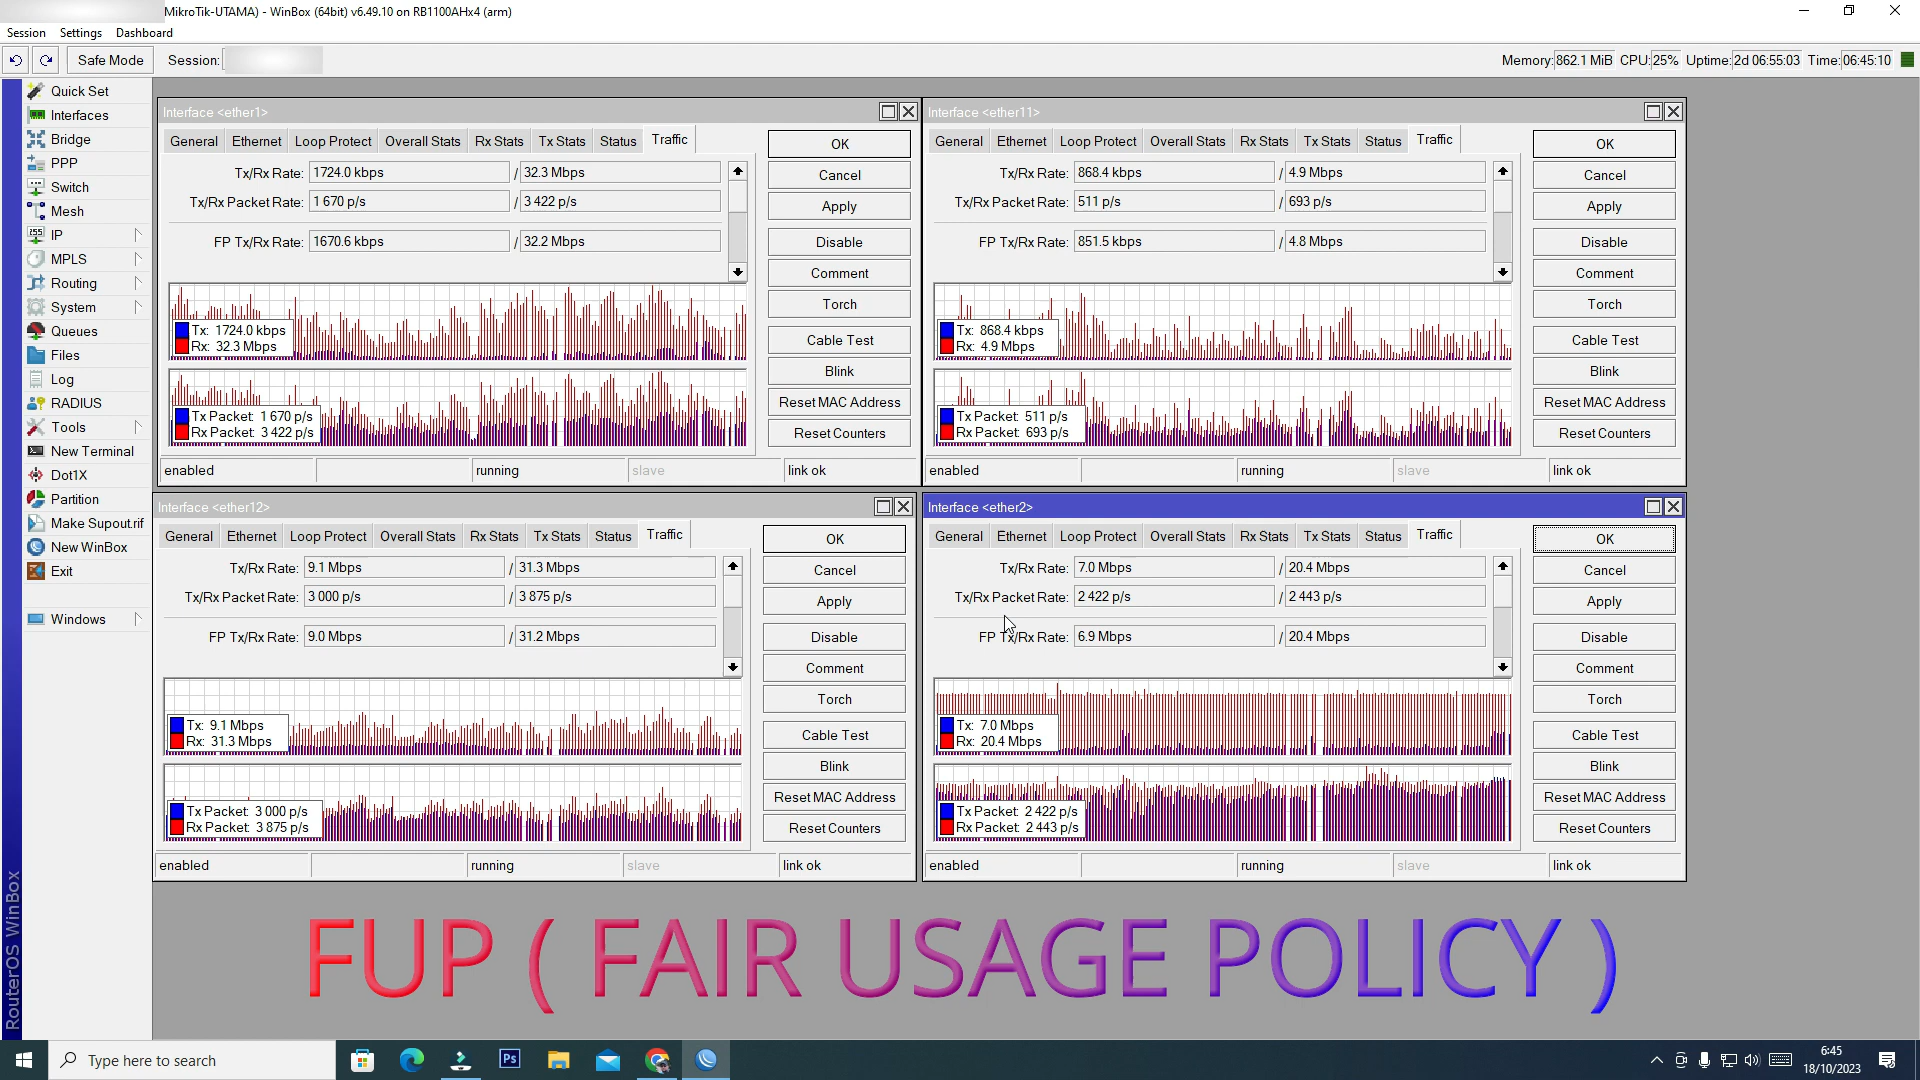 MikroTik-UTAMA) - WinBox (64bit) v6.49.10 on RB1100AHx4 (arm)
Session Settings Dashboard
Safe Mode Session: Memory: 862.1 MiB CPU: 25% Uptime: 2d 06:55:03 Time: 06:45:10
Quick Set
Interfaces
Bridge
PPP
Switch
Mesh
IP
MPLS
Routing
System
Queues
Files
Log
RADIUS
Tools
New Terminal
Dot1X
Partition
Make Supout.rif
New WinBox
Exit
Windows
RouterOS WinBox
Interface <ether1>
General Ethernet Loop Protect Overall Stats Rx Stats Tx Stats Status Traffic
Tx/Rx Rate: 1724.0 kbps / 32.3 Mbps
Tx/Rx Packet Rate: 1 670 p/s / 3 422 p/s
FP Tx/Rx Rate: 1670.6 kbps / 32.2 Mbps
Tx: 1724.0 kbps
Rx: 32.3 Mbps
Tx Packet: 1 670 p/s
Rx Packet: 3 422 p/s
OK
Cancel
Apply
Disable
Comment
Torch
Cable Test
Blink
Reset MAC Address
Reset Counters
enabled running slave link ok
Interface <ether11>
General Ethernet Loop Protect Overall Stats Rx Stats Tx Stats Status Traffic
Tx/Rx Rate: 868.4 kbps / 4.9 Mbps
Tx/Rx Packet Rate: 511 p/s / 693 p/s
FP Tx/Rx Rate: 851.5 kbps / 4.8 Mbps
Tx: 868.4 kbps
Rx: 4.9 Mbps
Tx Packet: 511 p/s
Rx Packet: 693 p/s
OK
Cancel
Apply
Disable
Comment
Torch
Cable Test
Blink
Reset MAC Address
Reset Counters
enabled running slave link ok
Interface <ether12>
General Ethernet Loop Protect Overall Stats Rx Stats Tx Stats Status Traffic
Tx/Rx Rate: 9.1 Mbps / 31.3 Mbps
Tx/Rx Packet Rate: 3 000 p/s / 3 875 p/s
FP Tx/Rx Rate: 9.0 Mbps / 31.2 Mbps
Tx: 9.1 Mbps
Rx: 31.3 Mbps
Tx Packet: 3 000 p/s
Rx Packet: 3 875 p/s
OK
Cancel
Apply
Disable
Comment
Torch
Cable Test
Blink
Reset MAC Address
Reset Counters
enabled running slave link ok
Interface <ether2>
General Ethernet Loop Protect Overall Stats Rx Stats Tx Stats Status Traffic
Tx/Rx Rate: 7.0 Mbps / 20.4 Mbps
Tx/Rx Packet Rate: 2 422 p/s / 2 443 p/s
FP Tx/Rx Rate: 6.9 Mbps / 20.4 Mbps
Tx: 7.0 Mbps
Rx: 20.4 Mbps
Tx Packet: 2 422 p/s
Rx Packet: 2 443 p/s
OK
Cancel
Apply
Disable
Comment
Torch
Cable Test
Blink
Reset MAC Address
Reset Counters
enabled running slave link ok
FUP ( FAIR USAGE POLICY )
Type here to search
Ps
6:45
18/10/2023